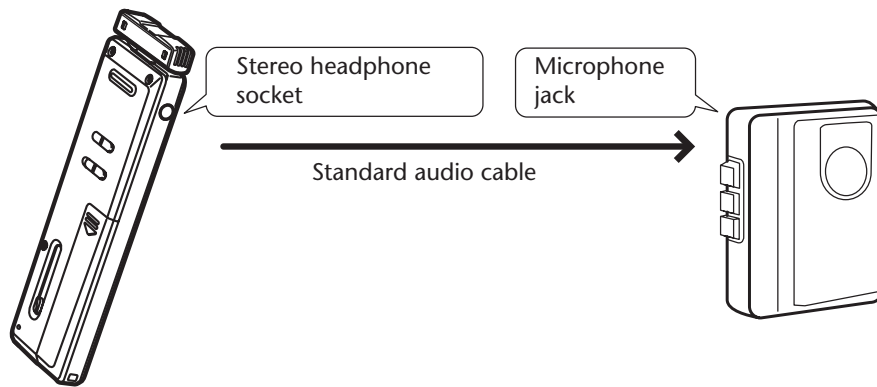 Stereo headphone
socket
Microphone
jack
Standard audio cable